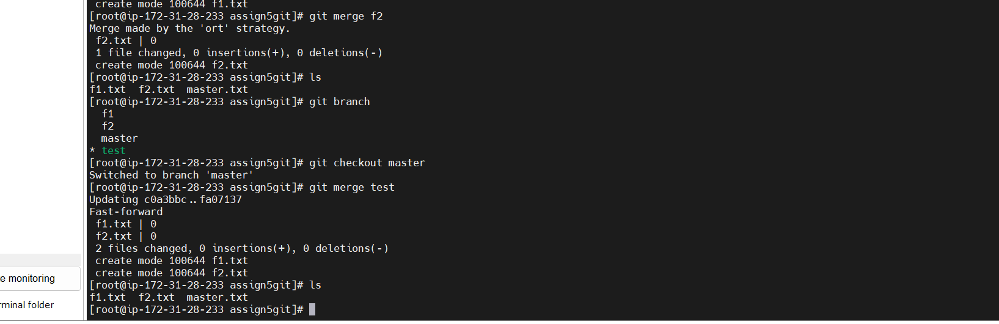 create mode 100644 f1.txt
[root@ip-172-31-28-233 assign5git]# git merge f2
Merge made by the 'ort' strategy.
 f2.txt | 0
 1 file changed, 0 insertions(+), 0 deletions(-)
 create mode 100644 f2.txt
[root@ip-172-31-28-233 assign5git]# ls
f1.txt  f2.txt  master.txt
[root@ip-172-31-28-233 assign5git]# git branch
  f1
  f2
  master
* test
[root@ip-172-31-28-233 assign5git]# git checkout master
Switched to branch 'master'
[root@ip-172-31-28-233 assign5git]# git merge test
Updating c0a3bbc..fa07137
Fast-forward
 f1.txt | 0
 f2.txt | 0
 2 files changed, 0 insertions(+), 0 deletions(-)
 create mode 100644 f1.txt
 create mode 100644 f2.txt
[root@ip-172-31-28-233 assign5git]# ls
f1.txt  f2.txt  master.txt
[root@ip-172-31-28-233 assign5git]#
e monitoring
rminal folder